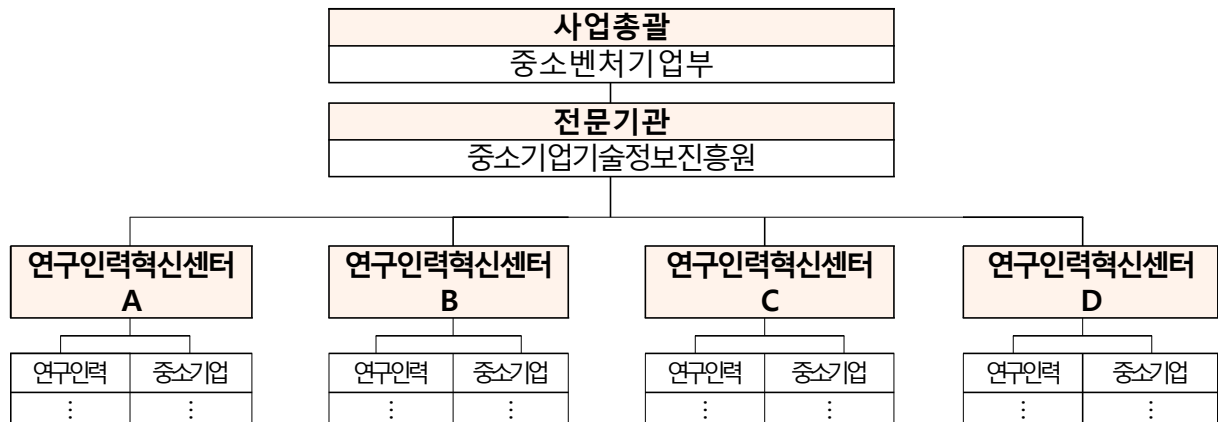 사업총괄
중소벤처기업부
전문기관
중소기업기술정보진흥원
연구인력혁신센터 연구인력혁신센터 연구인력혁신센터 연구인력혁신센터
A B C D
연구인력 중소기업 연구인력 중소기업 연구인력 중소기업 연구인력 중소기업
⋮ ⋮ ⋮ ⋮ ⋮ ⋮ ⋮ ⋮